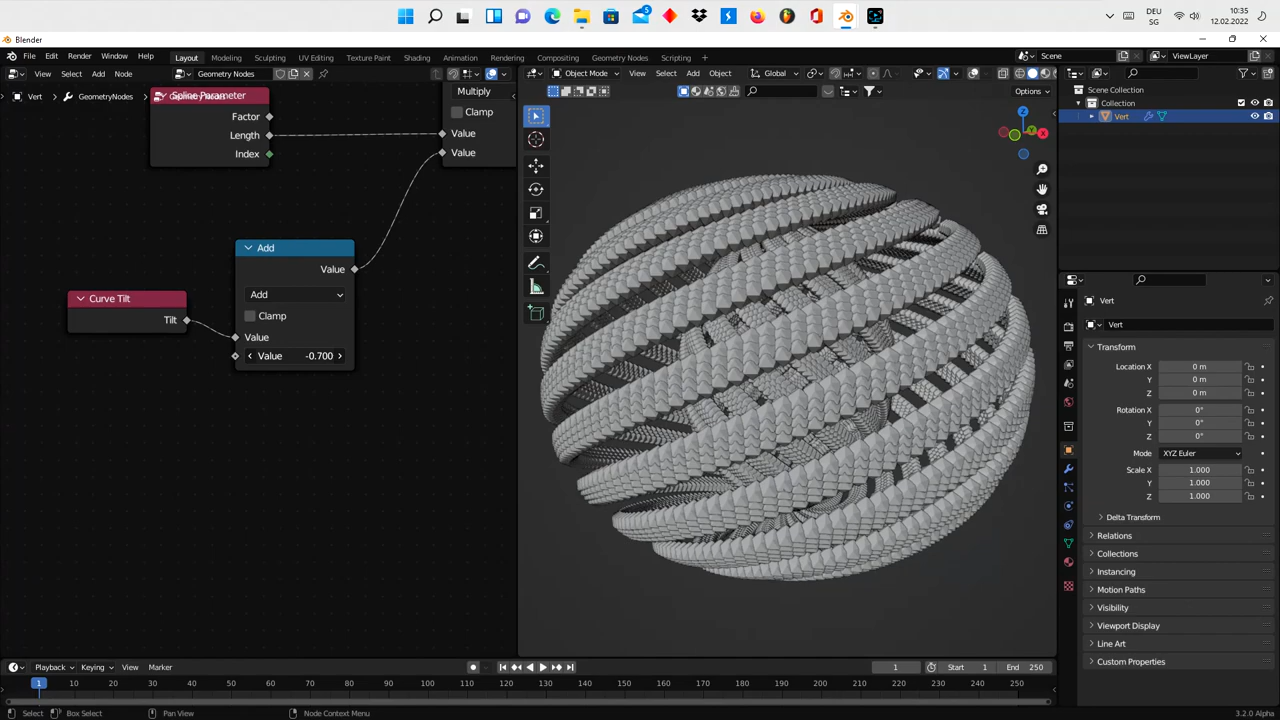 5
DE
SG
10:35
12.02.2022
Blender
File Edit Render Window Help
Layout Modeling Sculpting UV Editing Texture Paint Shading Animation Rendering Compositing Geometry Nodes Scripting
Scene
ViewLayer
View Select Add Node
Geometry Nodes
Object Mode
View Select Add Object
Global
Vert
GeometryNodes
Options
Spline Parameter
Factor
Length
Index
Multiply
Clamp
Value
Value
Add
Value
Add
Clamp
Value
Value -0.700
Curve Tilt
Tilt
Z
X
Y
Scene Collection
Collection
Vert
Vert
Vert
Transform
Location X 0 m
Y 0 m
Z 0 m
Rotation X 0°
Y 0°
Z 0°
Mode XYZ Euler
Scale X 1.000
Y 1.000
Z 1.000
Delta Transform
Relations
Collections
Instancing
Motion Paths
Visibility
Viewport Display
Line Art
Custom Properties
Playback Keying View Marker
1
Start 1
End 250
1 10 20 30 40 50 60 70 80 90 100 110 120 130 140 150 160 170 180 190 200 210 220 230 240 250
Select Box Select Pan View Node Context Menu
3.2.0 Alpha